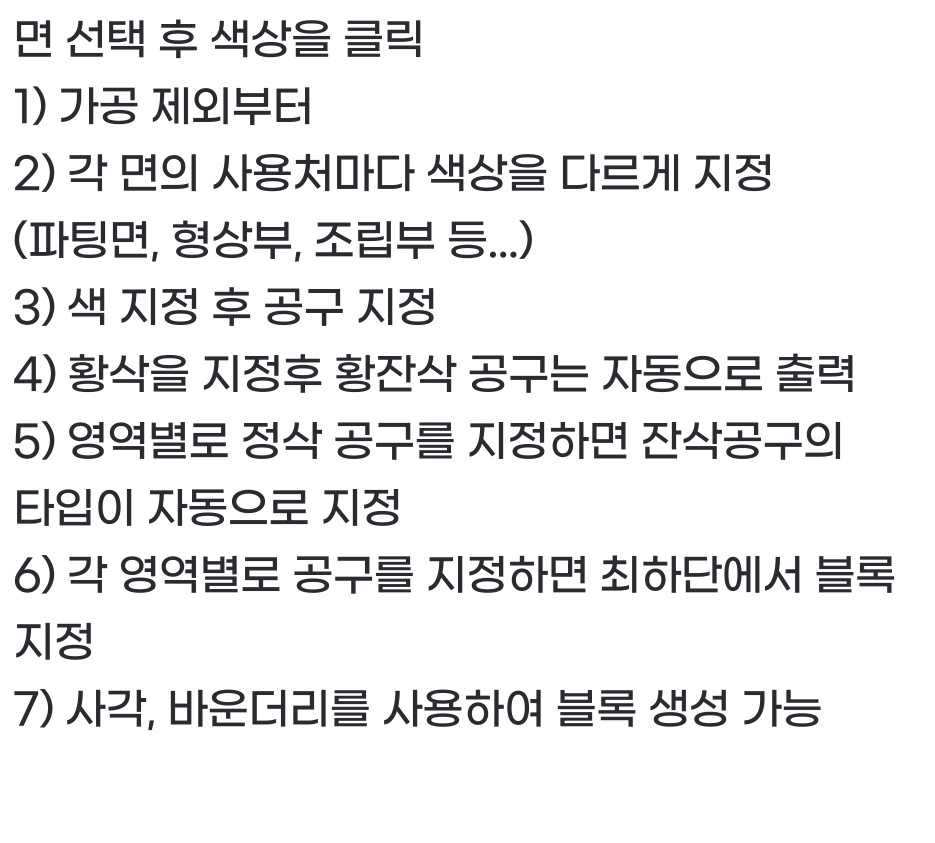 면 선택 후 색상을 클릭
1) 가공 제외부터
2) 각 면의 사용처마다 색상을 다르게 지정
(파팅면, 형상부, 조립부 등...)
3) 색 지정 후 공구 지정
4) 황삭을 지정후 황잔삭 공구는 자동으로 출력
5) 영역별로 정삭 공구를 지정하면 잔삭공구의
타입이 자동으로 지정
6) 각 영역별로 공구를 지정하면 최하단에서 블록
지정
7) 사각, 바운더리를 사용하여 블록 생성 가능